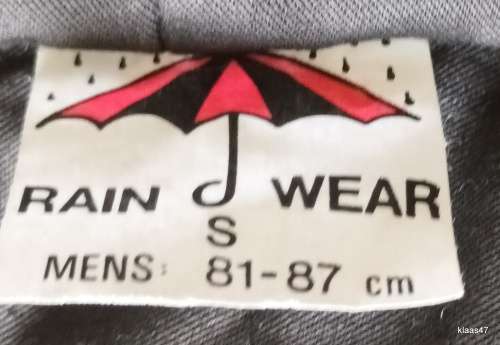 RAIN WEAR
S
MENS: 81-87 cm
klaas47